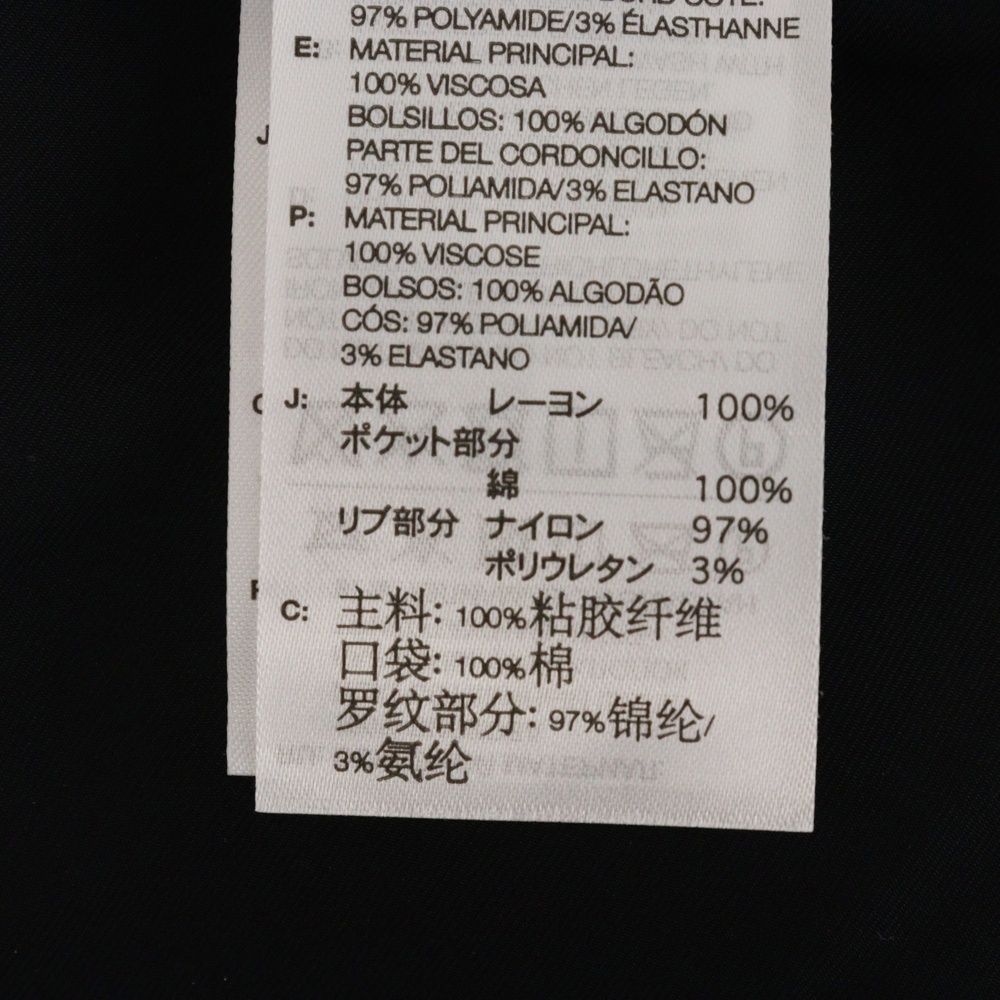 97% POLYAMIDE/3% ÉLASTHANNE
E: MATERIAL PRINCIPAL:
100% VISCOSA
BOLSILLOS: 100% ALGODÓN
PARTE DEL CORDONCILLO:
97% POLIAMIDA/3% ELASTANO
P: MATERIAL PRINCIPAL:
100% VISCOSE
BOLSOS: 100% ALGODÃO
CÓS: 97% POLIAMIDA/
3% ELASTANO
J: 本体 レーヨン 100%
ポケット部分
綿 100%
リブ部分 ナイロン 97%
ポリウレタン 3%
C: 主料: 100%粘胶纤维
口袋: 100%棉
罗纹部分: 97%锦纶/
3%氨纶